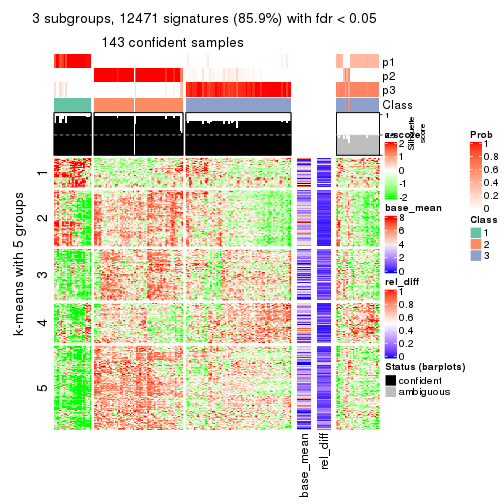 3 subgroups, 12471 signatures (85.9%) with fdr < 0.05
143 confident samples
p1
p2
p3
Class
1
Silhouette
score
k-means with 5 groups
1
2
3
4
5
base_mean
rel_diff
z-score
2
1
0
-1
-2
base_mean
8
6
4
2
0
rel_diff
1
0.8
0.6
0.4
0.2
0
Status (barplots)
confident
ambiguous
Prob
1
0.8
0.6
0.4
0.2
0
Class
1
2
3